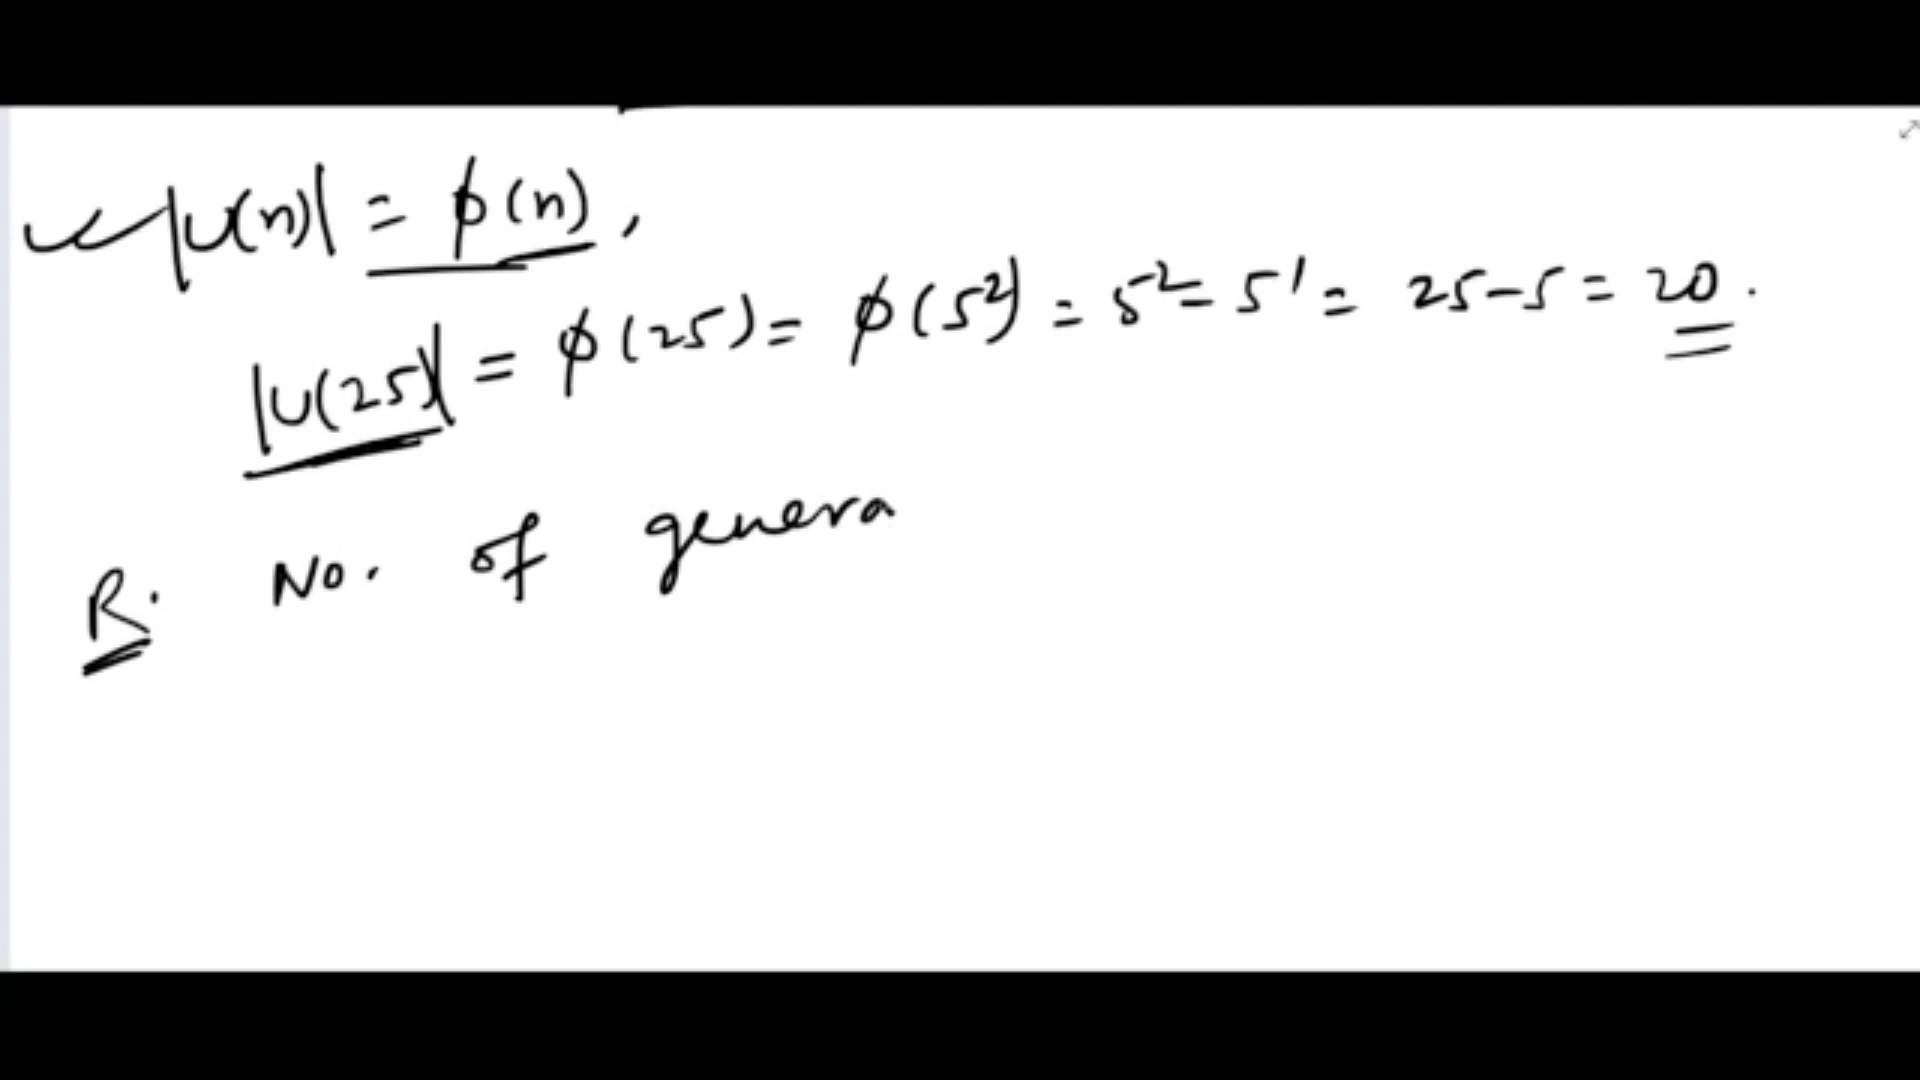 |U(n)| = φ(n),
|U(25)| = φ(25) = φ(5²) = 5² - 5¹ = 25-5 = 20.
R. No. of genera